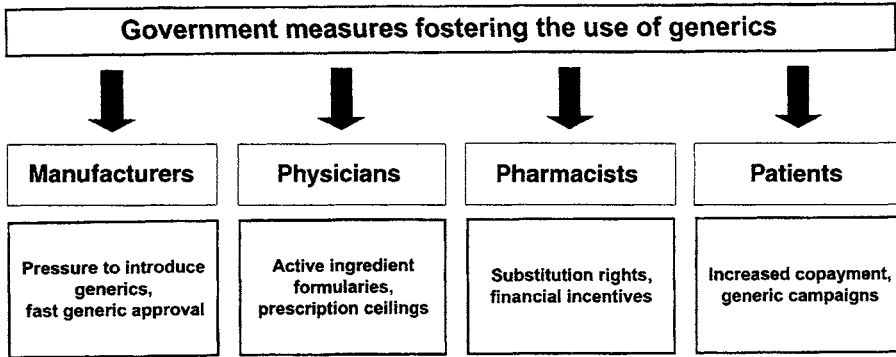 Government measures fostering the use of generics
Manufacturers
Physicians
Pharmacists
Patients
Pressure to introduce
generics,
fast generic approval
Active ingredient
formularies,
prescription ceilings
Substitution rights,
financial incentives
Increased copayment,
generic campaigns